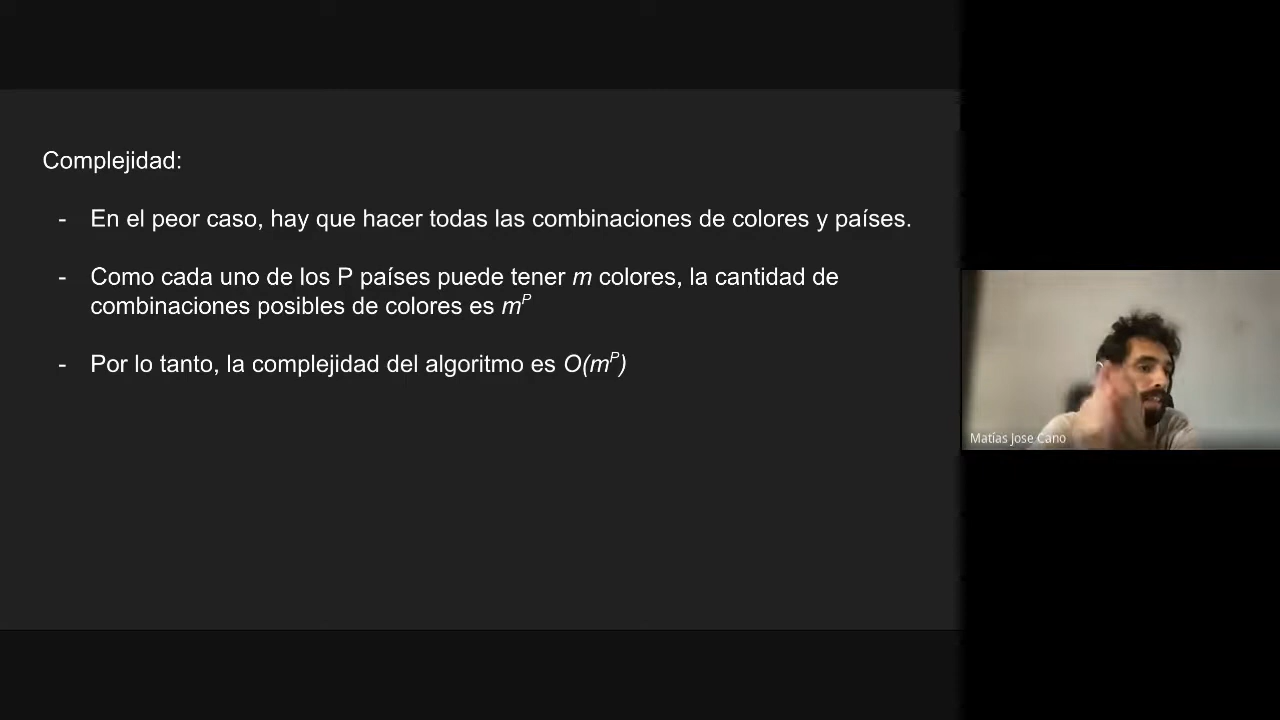 Complejidad:
- En el peor caso, hay que hacer todas las combinaciones de colores y países.
- Como cada uno de los P países puede tener m colores, la cantidad de
combinaciones posibles de colores es m^P
- Por lo tanto, la complejidad del algoritmo es O(m^P)
Matías Jose Cano